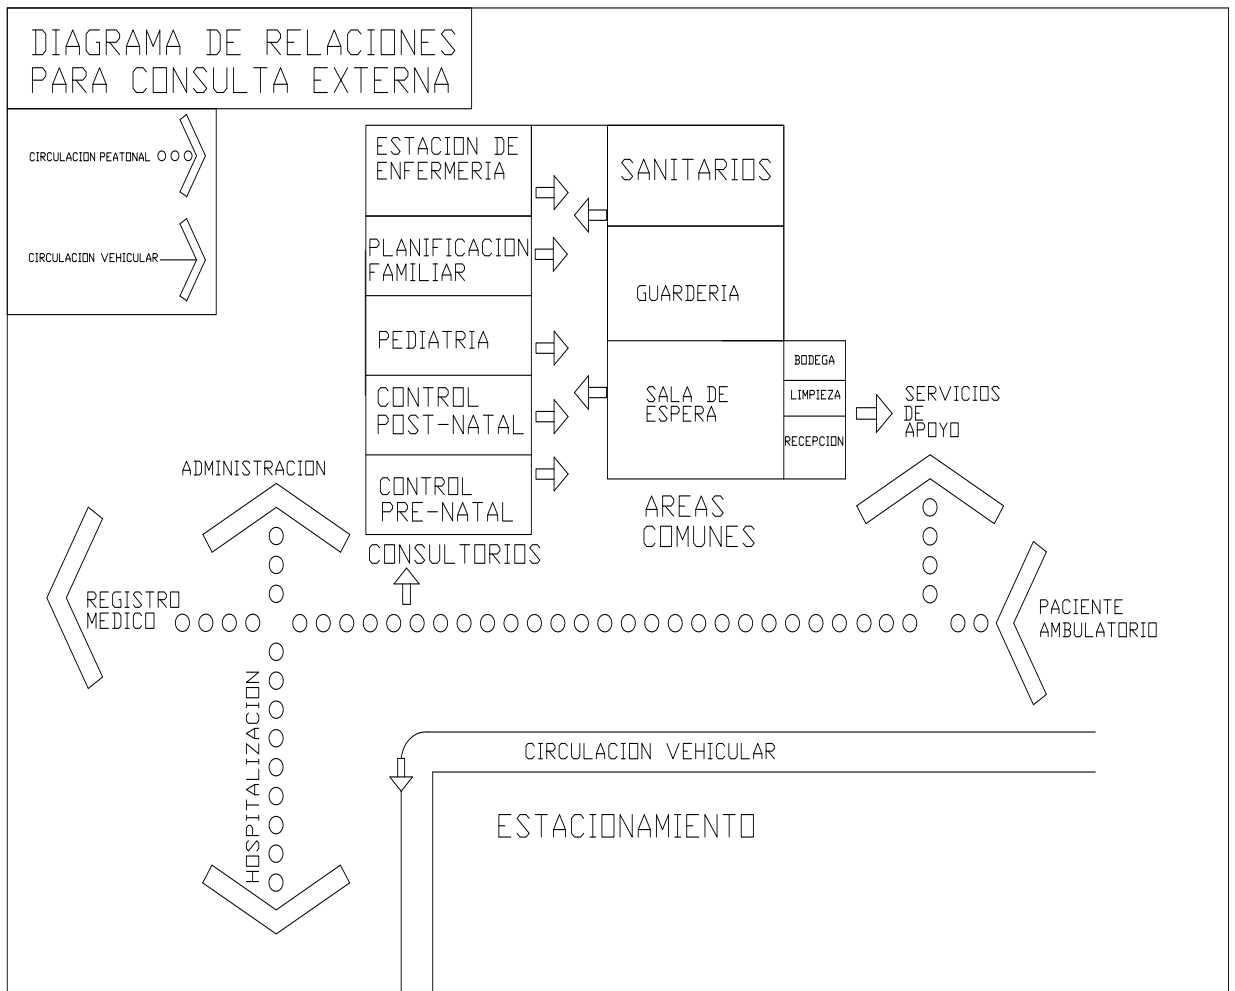 DIAGRAMA DE RELACIONES
PARA CONSULTA EXTERNA
CIRCULACION PEATONAL
CIRCULACION VEHICULAR
ESTACION DE
ENFERMERIA
PLANIFICACION
FAMILIAR
PEDIATRIA
CONTROL
POST-NATAL
CONTROL
PRE-NATAL
CONSULTORIOS
SANITARIOS
GUARDERIA
SALA DE
ESPERA
BODEGA
LIMPIEZA
RECEPCION
AREAS
COMUNES
SERVICIOS
DE
APOYO
ADMINISTRACION
REGISTRO
MEDICO
PACIENTE
AMBULATORIO
HOSPITALIZACION
CIRCULACION VEHICULAR
ESTACIONAMIENTO